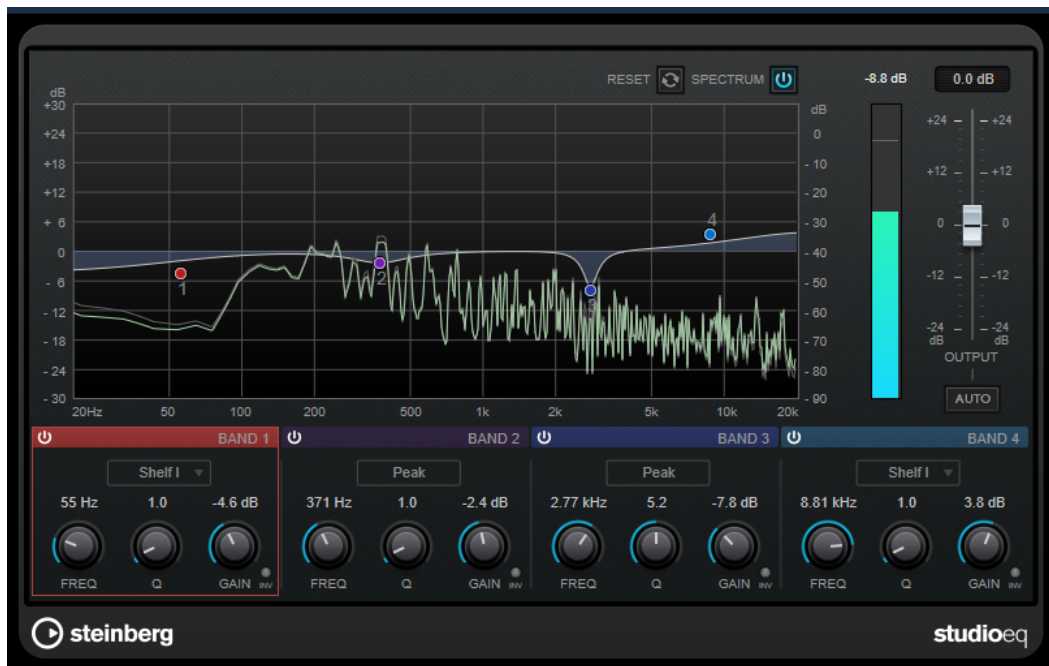 RESET SPECTRUM -8.8 dB 0.0 dB
dB
+30
+24
+18
+12
+ 6
0
- 6
- 12
- 18
- 24
- 30
1
2
3
4
dB
0
- 10
- 20
- 30
- 40
- 50
- 60
- 70
- 80
- 90
20Hz 50 100 200 500 1k 2k 5k 10k 20k
+24 +24
+12 +12
0 0
-12 -12
-24 -24
dB dB
OUTPUT
AUTO
BAND 1 BAND 2 BAND 3 BAND 4
Shelf I Peak Peak Shelf I
55 Hz 1.0 -4.6 dB 371 Hz 1.0 -2.4 dB 2.77 kHz 5.2 -7.8 dB 8.81 kHz 1.0 3.8 dB
FREQ Q GAIN INV FREQ Q GAIN INV FREQ Q GAIN INV FREQ Q GAIN INV
steinberg studioeq